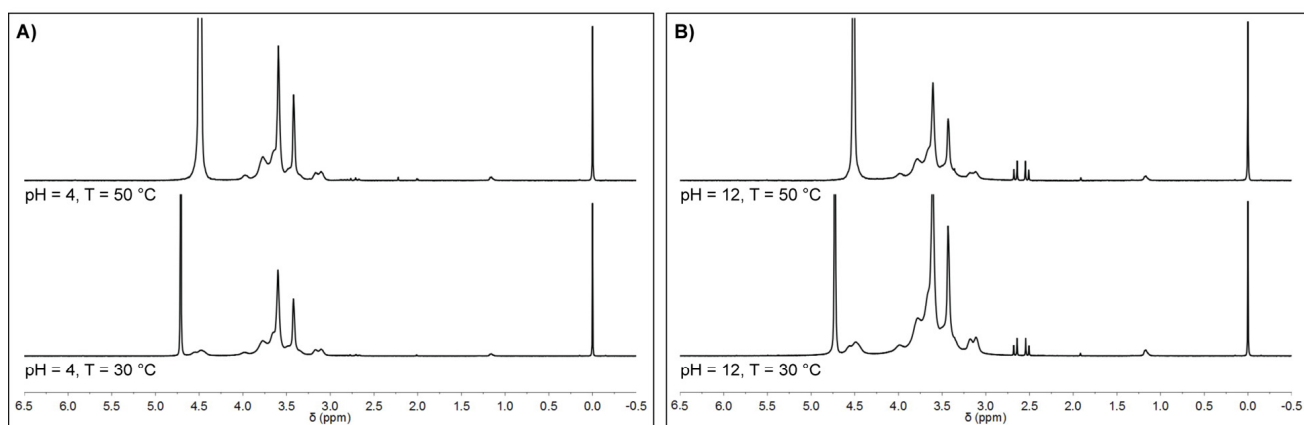 A)
pH = 4, T = 50 °C
pH = 4, T = 30 °C
6.5 6.0 5.5 5.0 4.5 4.0 3.5 3.0 2.5 2.0 1.5 1.0 0.5 0.0 -0.5
δ (ppm)
B)
pH = 12, T = 50 °C
pH = 12, T = 30 °C
6.5 6.0 5.5 5.0 4.5 4.0 3.5 3.0 2.5 2.0 1.5 1.0 0.5 0.0 -0.5
δ (ppm)